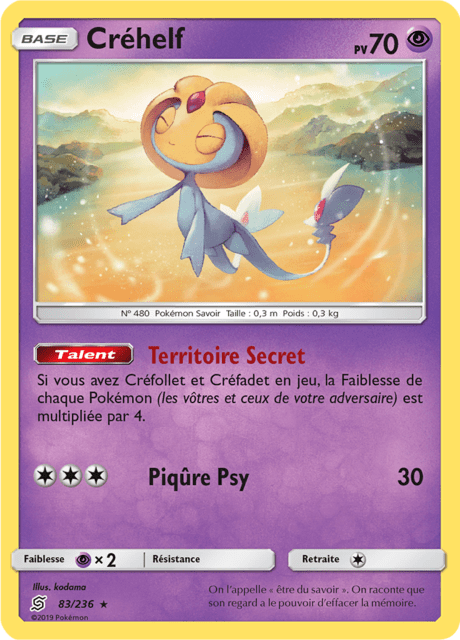 BASE Créhelf PV70
N° 480 Pokémon Savoir Taille : 0,3 m Poids : 0,3 kg
Talent Territoire Secret
Si vous avez Créfollet et Créfadet en jeu, la Faiblesse de
chaque Pokémon (les vôtres et ceux de votre adversaire) est
multipliée par 4.
Piqûre Psy 30
Faiblesse ×2 Résistance Retraite
Illus. kodama
83/236 ★
©2019 Pokémon
On l'appelle « être du savoir ». On raconte que
son regard a le pouvoir d'effacer la mémoire.